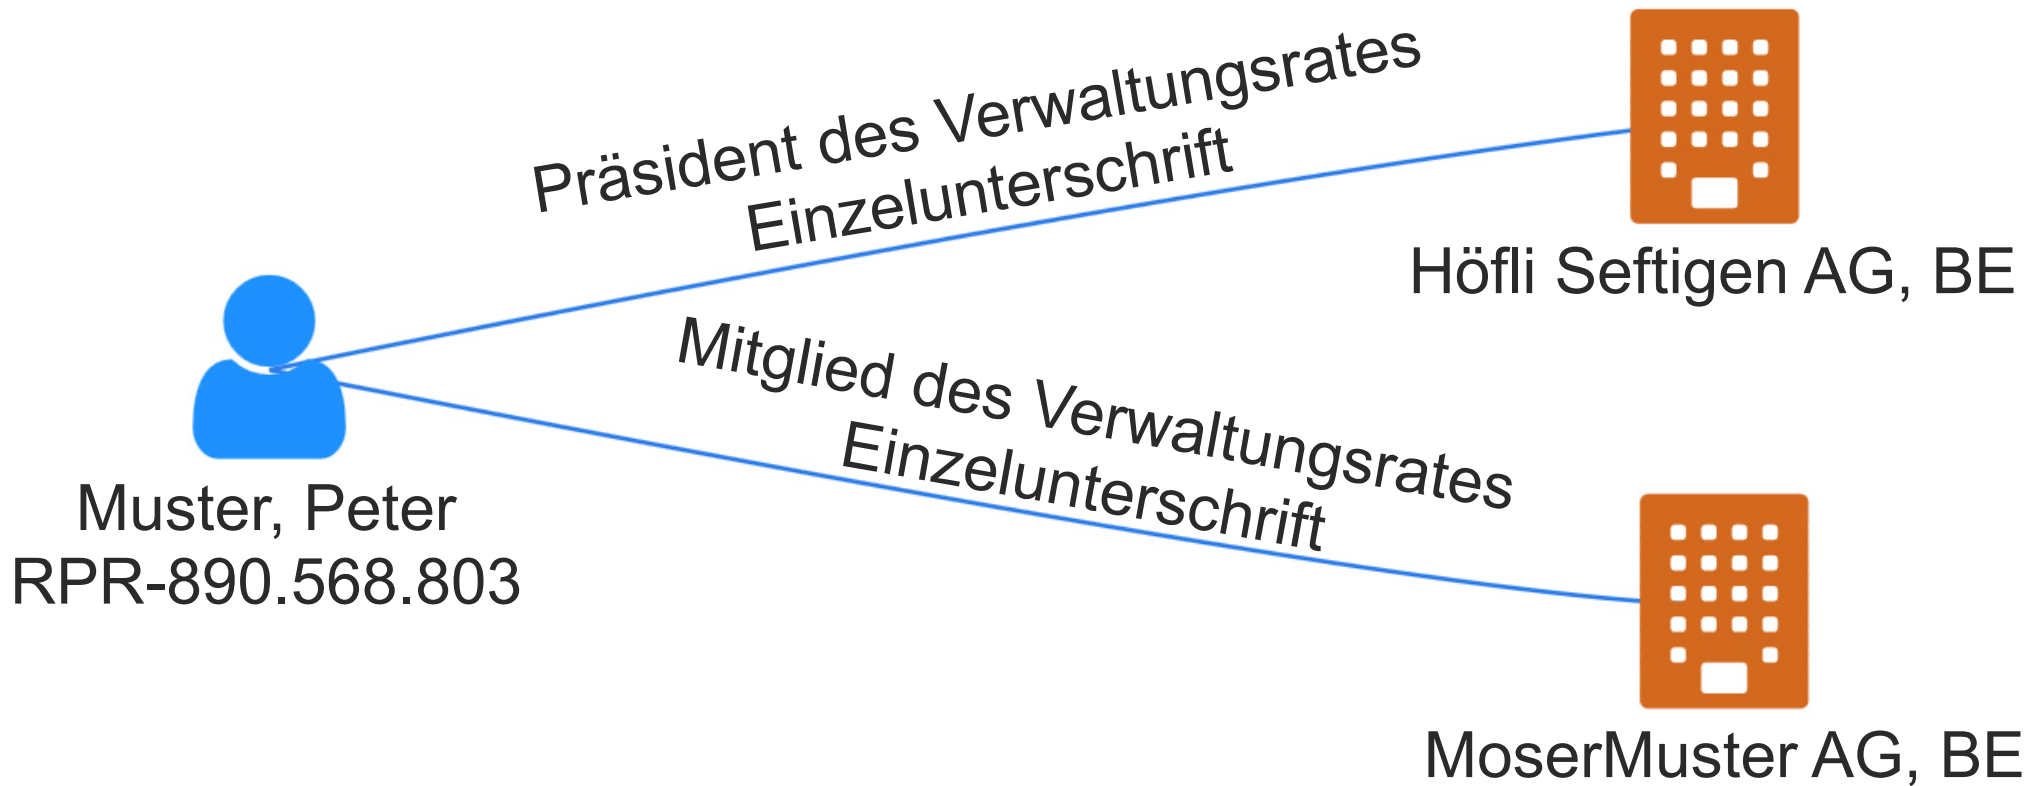 Präsident des Verwaltungsrates
Einzelunterschrift
Höfli Seftigen AG, BE
Mitglied des Verwaltungsrates
Einzelunterschrift
Muster, Peter
RPR-890.568.803
MoserMuster AG, BE